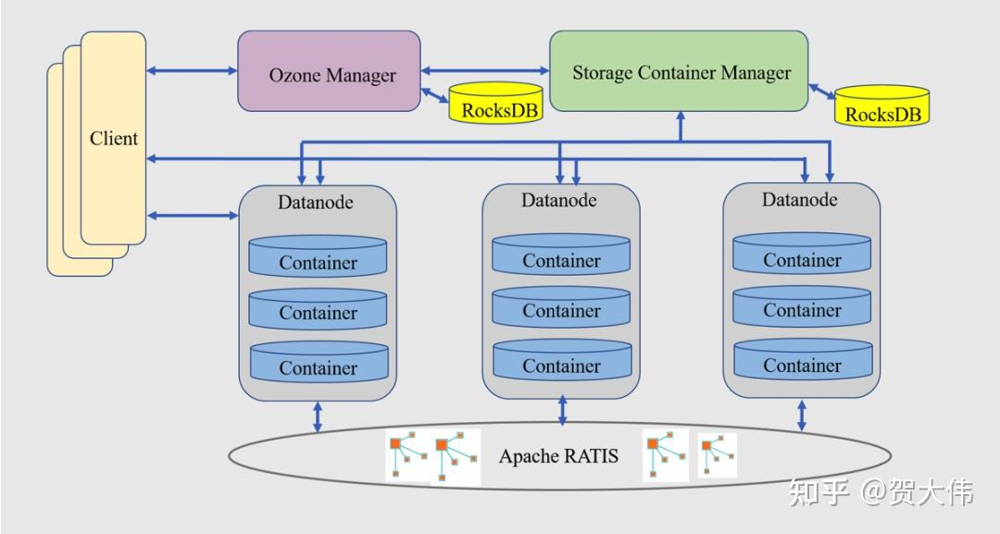 Ozone Manager
Storage Container Manager
RocksDB
RocksDB
Client
Datanode
Datanode
Datanode
Container
Container
Container
Container
Container
Container
Container
Container
Container
Apache RATIS
知乎 @贺大伟